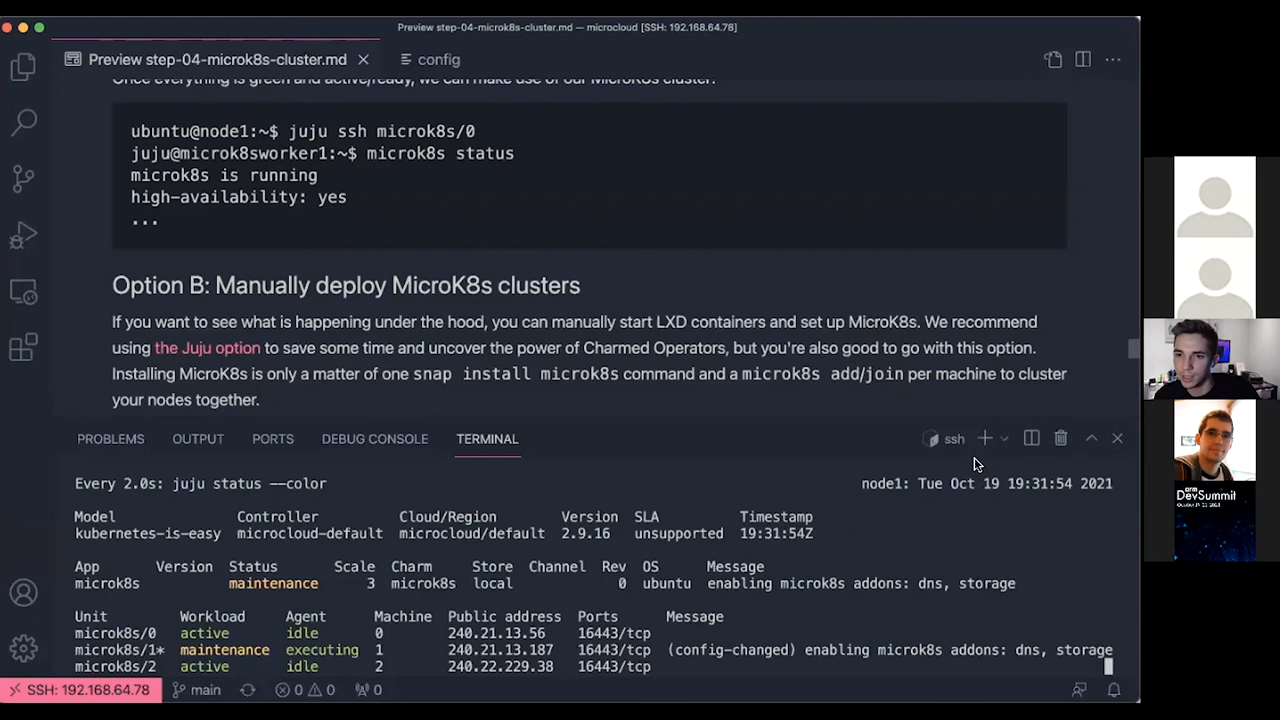 Preview step-04-microk8s-cluster.md — microcloud [SSH: 192.168.64.78]
Preview step-04-microk8s-cluster.md
config
Once everything is green and active/ready, we can make use of our MicroK8s cluster.
ubuntu@node1:~$ juju ssh microk8s/0
juju@microk8sworker1:~$ microk8s status
microk8s is running
high-availability: yes
...
Option B: Manually deploy MicroK8s clusters
If you want to see what is happening under the hood, you can manually start LXD containers and set up MicroK8s. We recommend
using the Juju option to save some time and uncover the power of Charmed Operators, but you're also good to go with this option.
Installing MicroK8s is only a matter of one snap install microk8s command and a microk8s add/join per machine to cluster
your nodes together.
PROBLEMS OUTPUT PORTS DEBUG CONSOLE TERMINAL ssh
Every 2.0s: juju status --color node1: Tue Oct 19 19:31:54 2021
Model Controller Cloud/Region Version SLA Timestamp
kubernetes-is-easy microcloud-default microcloud/default 2.9.16 unsupported 19:31:54Z
App Version Status Scale Charm Store Channel Rev OS Message
microk8s maintenance 3 microk8s local 0 ubuntu enabling microk8s addons: dns, storage
Unit Workload Agent Machine Public address Ports Message
microk8s/0 active idle 0 240.21.13.56 16443/tcp
microk8s/1* maintenance executing 1 240.21.13.187 16443/tcp (config-changed) enabling microk8s addons: dns, storage
microk8s/2 active idle 2 240.22.229.38 16443/tcp
SSH: 192.168.64.78 main 0 0 0
arm
DevSummit